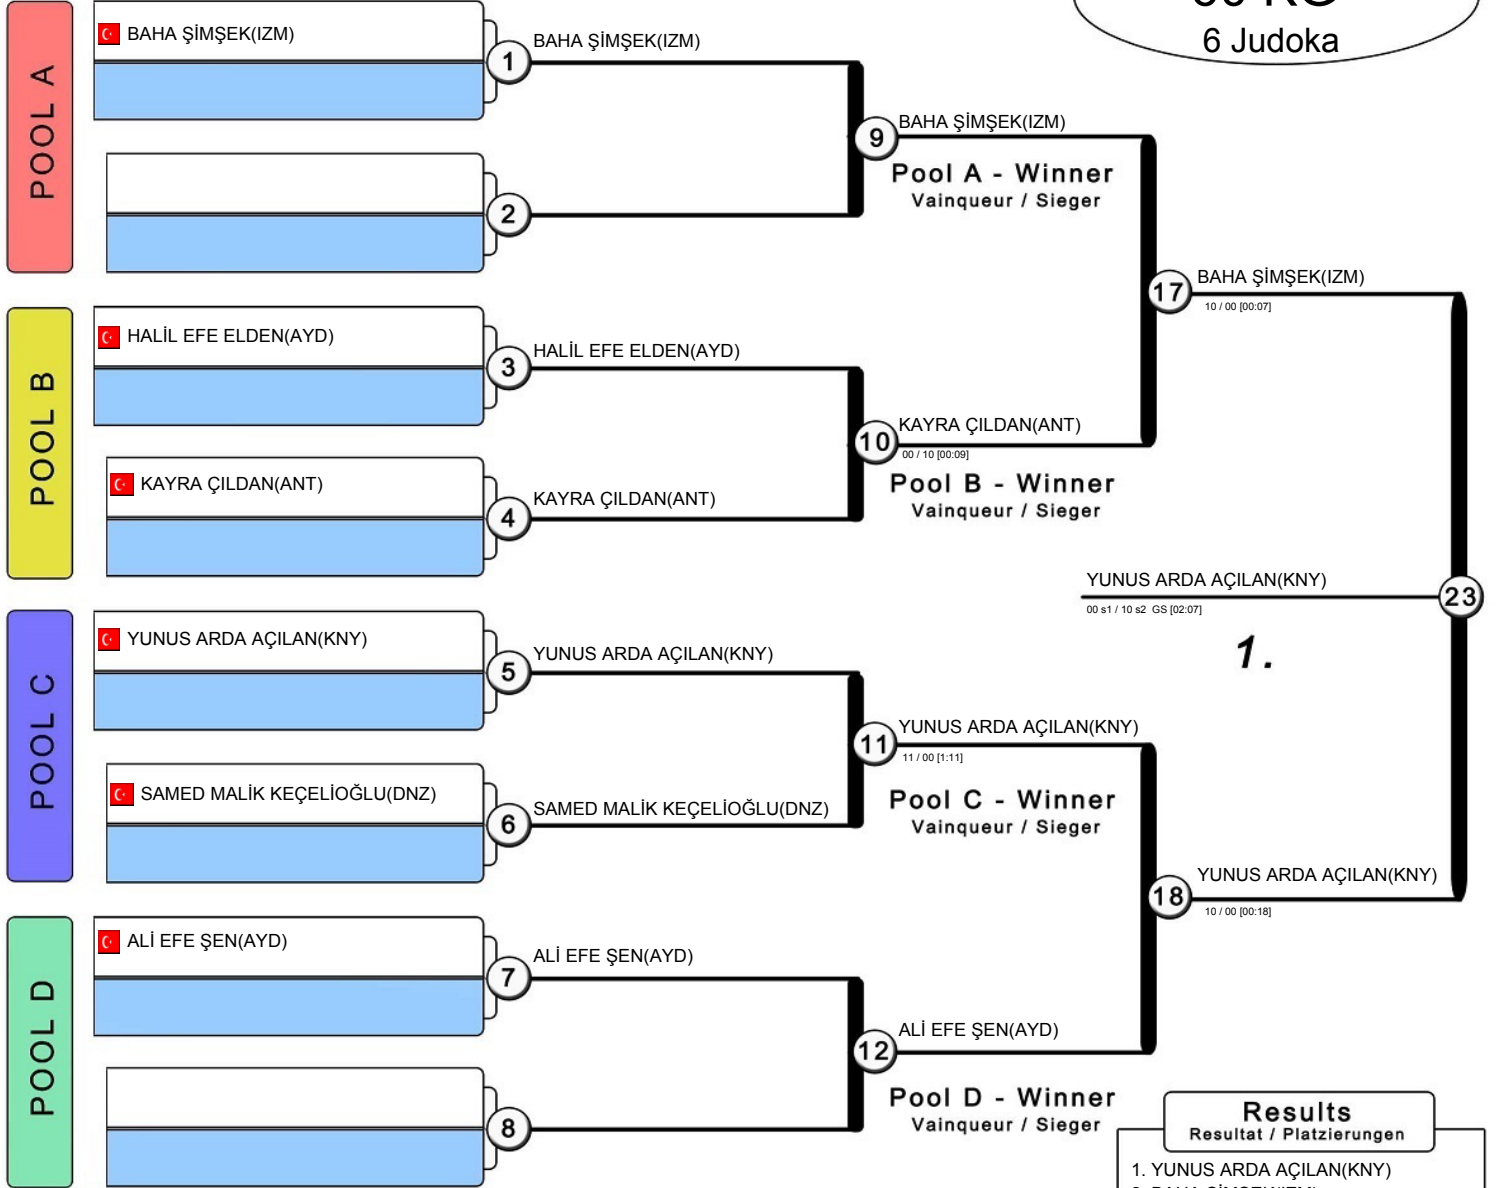 6 Judoka
POOL A
BAHA ŞİMŞEK(IZM)
1
BAHA ŞİMŞEK(IZM)
2
9
BAHA ŞİMŞEK(IZM)
Pool A - Winner
Vainqueur / Sieger
17
BAHA ŞİMŞEK(IZM)
10 / 00 [00:07]
POOL B
HALİL EFE ELDEN(AYD)
3
HALİL EFE ELDEN(AYD)
KAYRA ÇILDAN(ANT)
4
KAYRA ÇILDAN(ANT)
10
KAYRA ÇILDAN(ANT)
00 / 10 [00:09]
Pool B - Winner
Vainqueur / Sieger
YUNUS ARDA AÇILAN(KNY)
23
00 s1 / 10 s2 GS [02:07]
1.
POOL C
YUNUS ARDA AÇILAN(KNY)
5
YUNUS ARDA AÇILAN(KNY)
SAMED MALİK KEÇELİOĞLU(DNZ)
6
SAMED MALİK KEÇELİOĞLU(DNZ)
11
YUNUS ARDA AÇILAN(KNY)
11 / 00 [1:11]
Pool C - Winner
Vainqueur / Sieger
18
YUNUS ARDA AÇILAN(KNY)
10 / 00 [00:18]
POOL D
ALİ EFE ŞEN(AYD)
7
ALİ EFE ŞEN(AYD)
8
12
ALİ EFE ŞEN(AYD)
Pool D - Winner
Vainqueur / Sieger
Results
Resultat / Platzierungen
1. YUNUS ARDA AÇILAN(KNY)